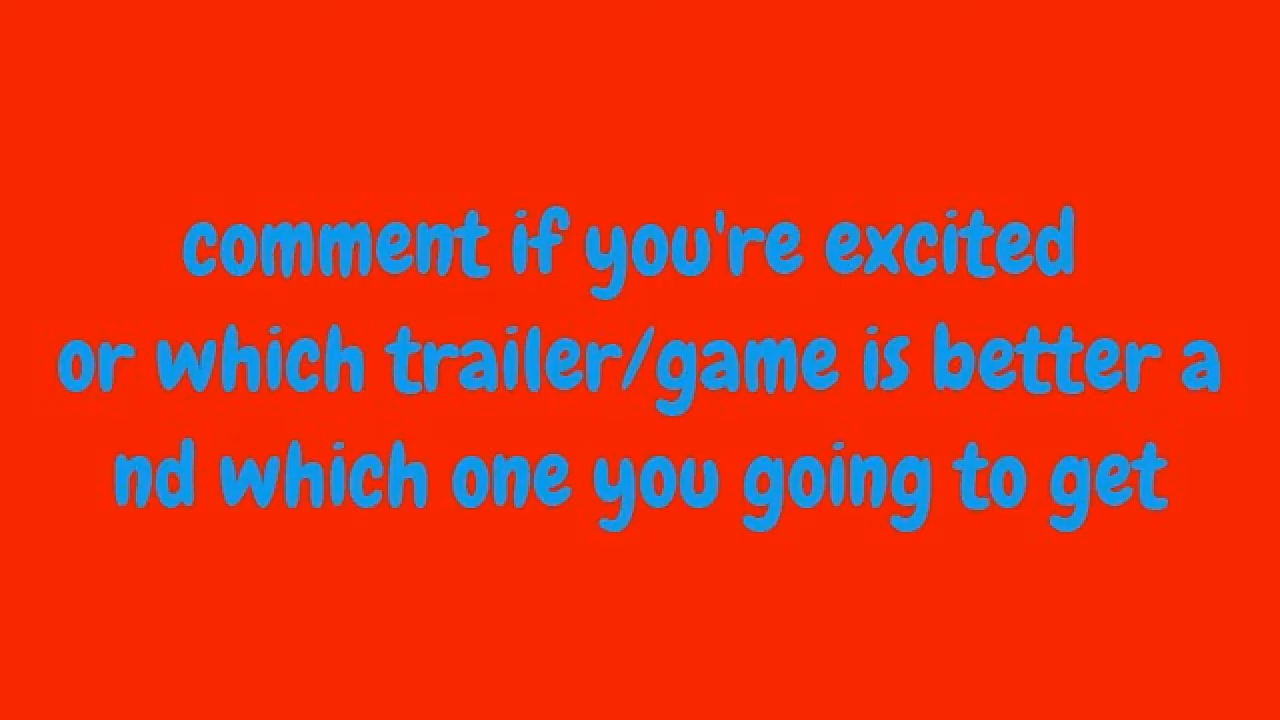 comment if you're excited
or which trailer/game is better a
nd which one you going to get